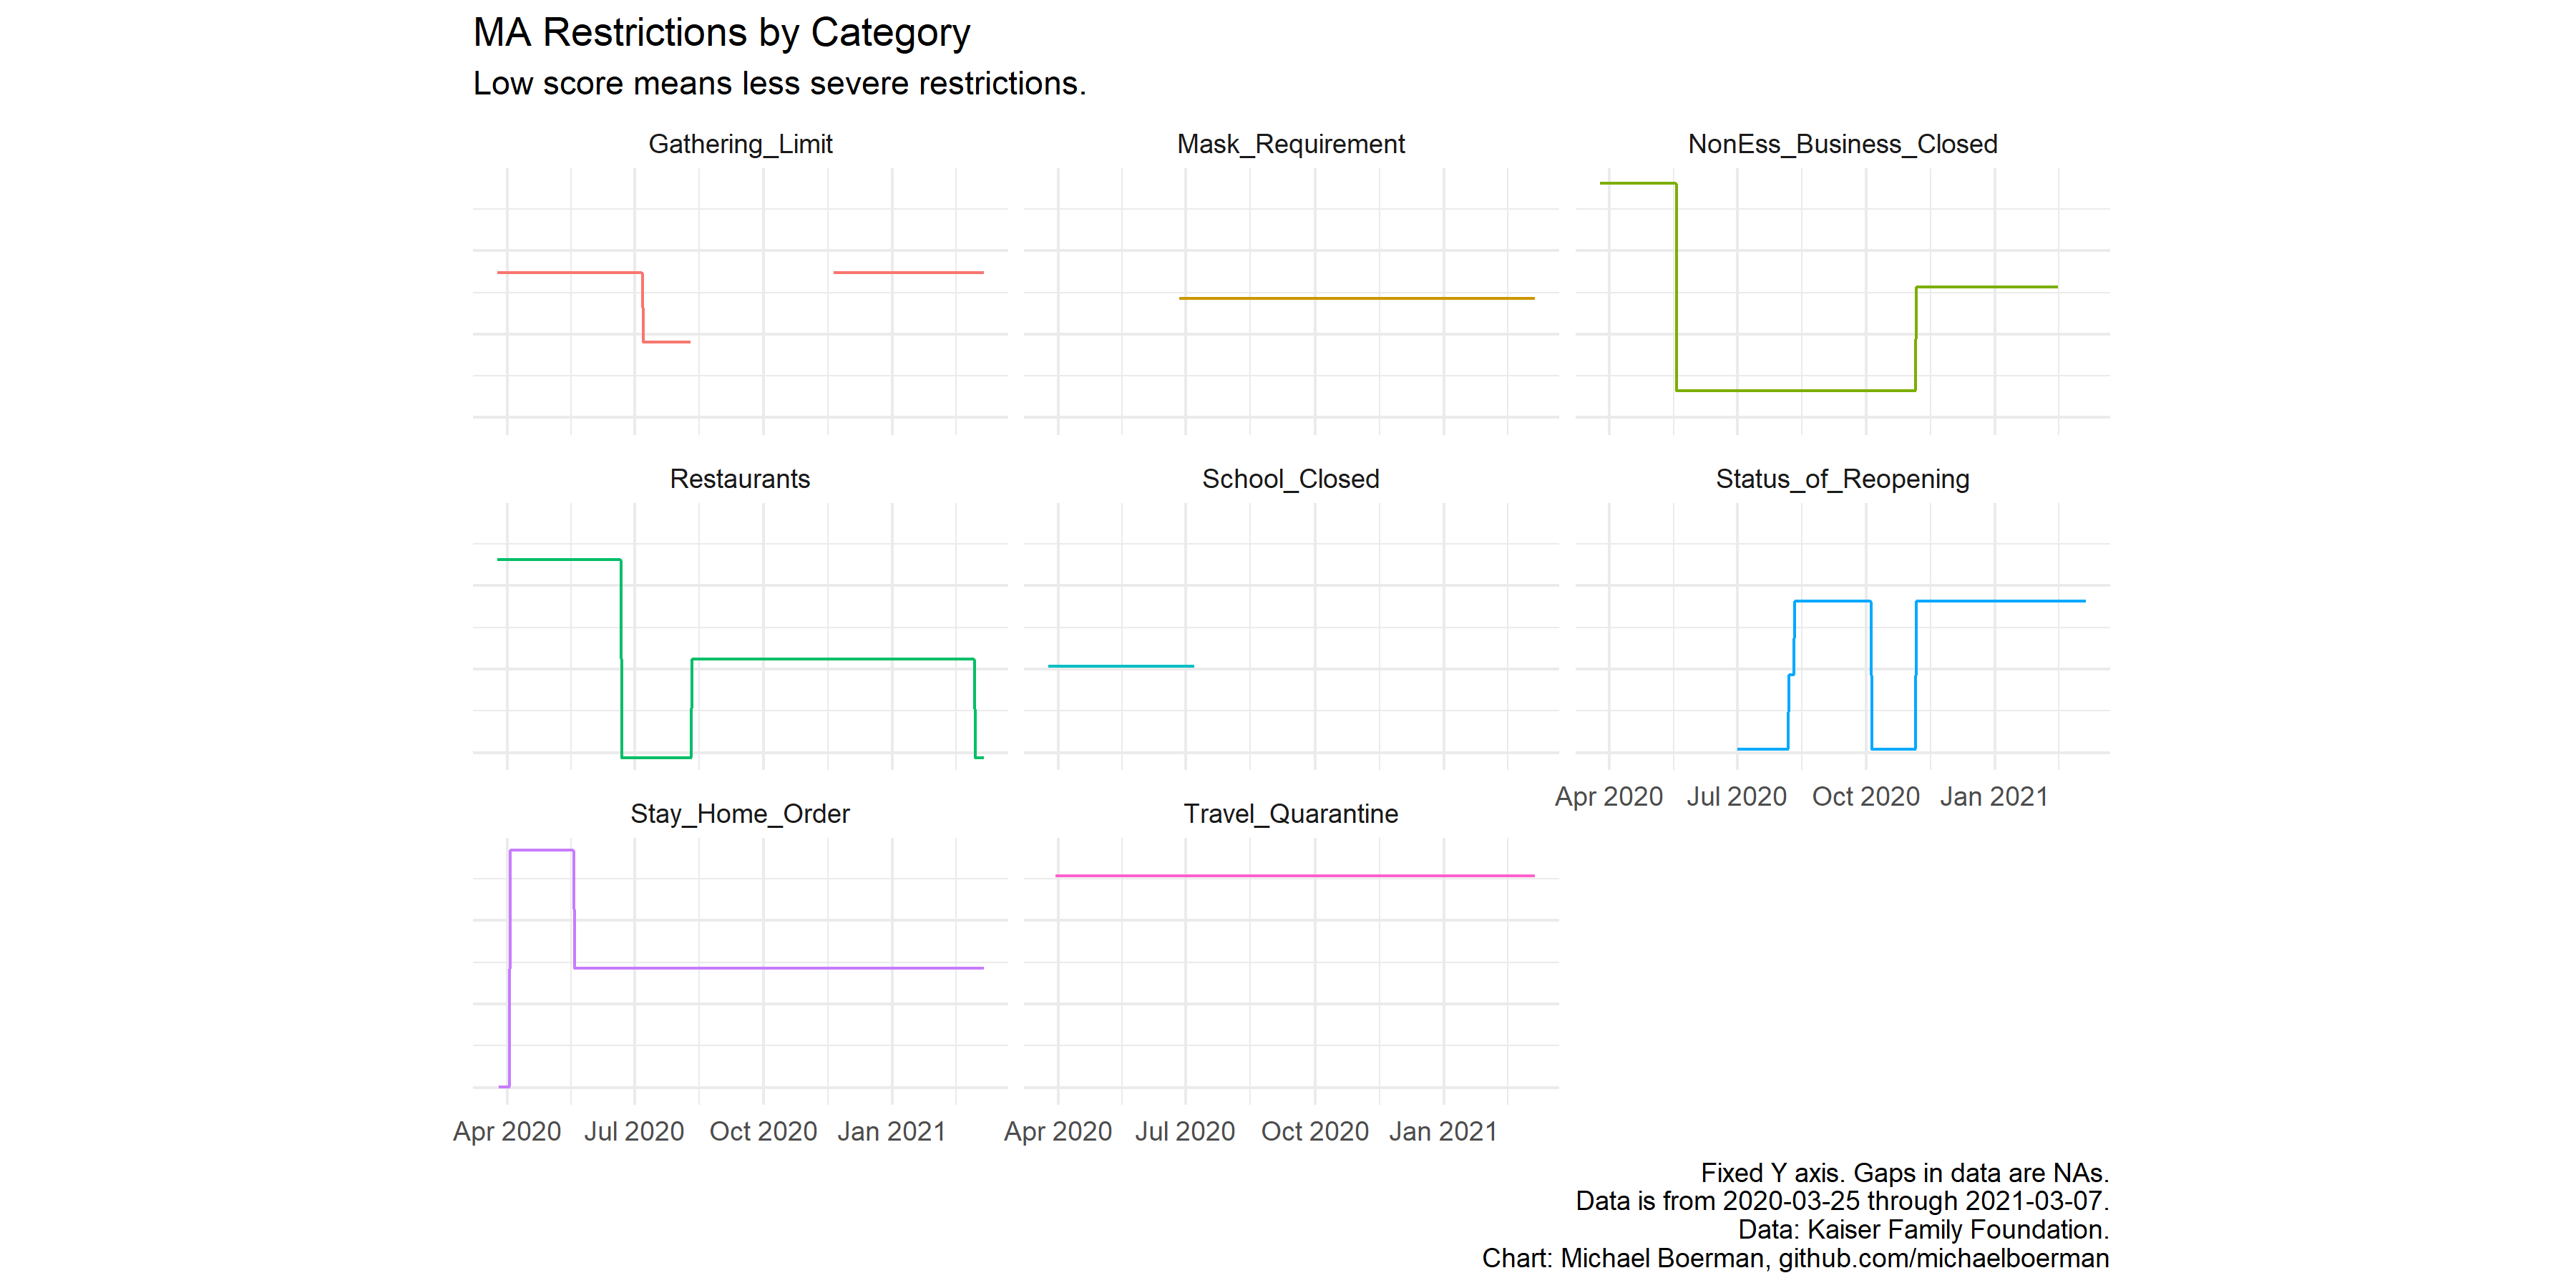 MA Restrictions by Category
Low score means less severe restrictions.
Gathering_Limit
Mask_Requirement
NonEss_Business_Closed
Restaurants
School_Closed
Status_of_Reopening
Apr 2020 Jul 2020 Oct 2020 Jan 2021
Stay_Home_Order
Travel_Quarantine
Apr 2020 Jul 2020 Oct 2020 Jan 2021
Apr 2020 Jul 2020 Oct 2020 Jan 2021
Fixed Y axis. Gaps in data are NAs.
Data is from 2020-03-25 through 2021-03-07.
Data: Kaiser Family Foundation.
Chart: Michael Boerman, github.com/michaelboerman